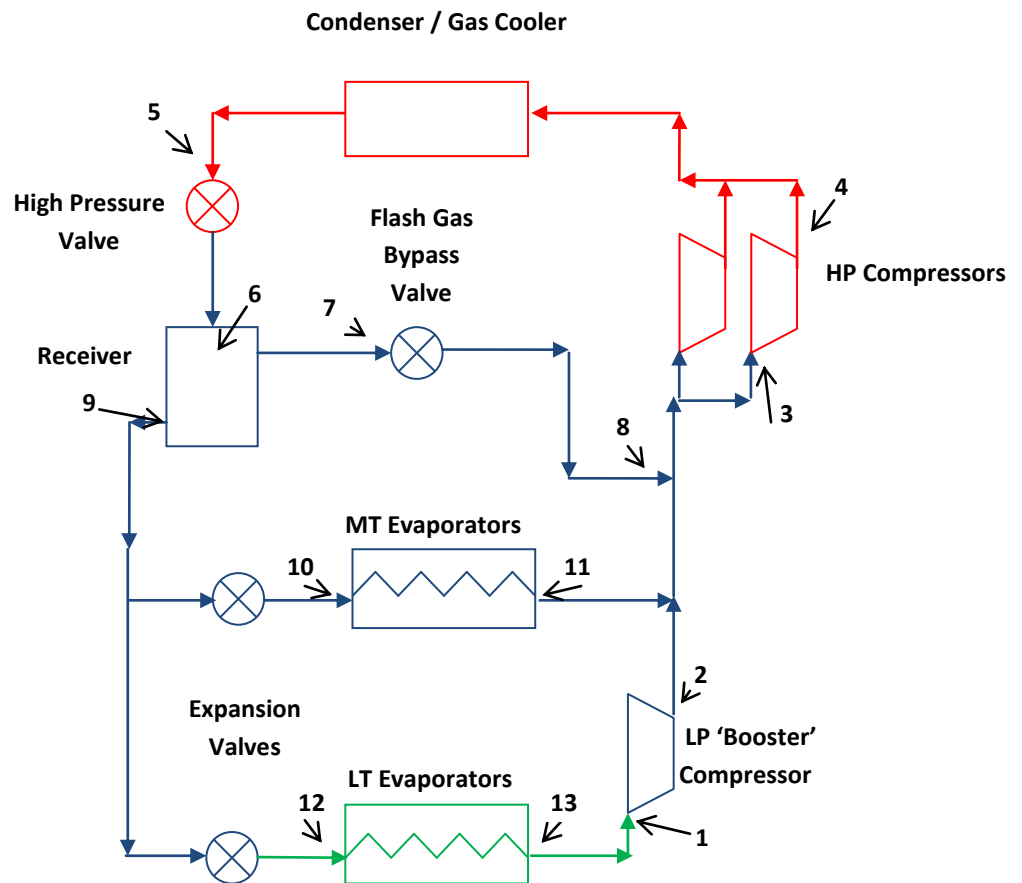 Condenser / Gas Cooler
5
4
High Pressure
Valve
Flash Gas
Bypass
Valve
HP Compressors
6
7
Receiver
9
3
8
MT Evaporators
10
11
2
Expansion
Valves
LP ‘Booster’
Compressor
LT Evaporators
12
13
1